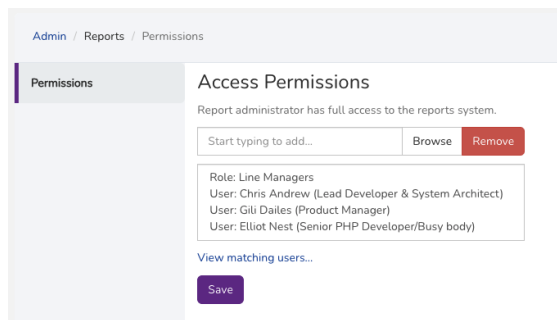 Admin / Reports / Permissions
Permissions
Access Permissions
Report administrator has full access to the reports system.
Start typing to add...
Browse
Remove
Role: Line Managers
User: Chris Andrew (Lead Developer & System Architect)
User: Gili Dailes (Product Manager)
User: Elliot Nest (Senior PHP Developer/Busy body)
View matching users...
Save